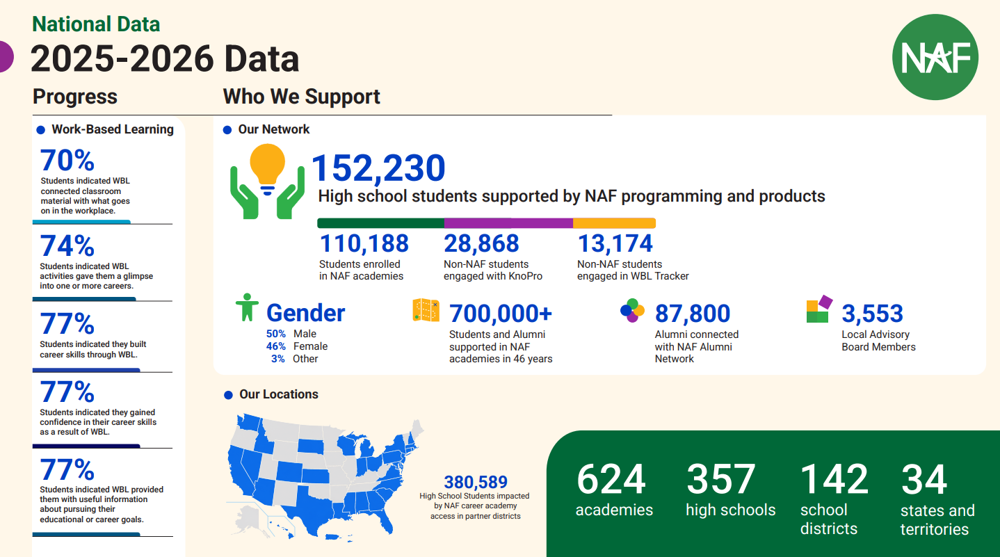 National Data
2025-2026 Data
NAF
Progress
Who We Support
Work-Based Learning
70%
Students indicated WBL
connected classroom
material with what goes
on in the workplace.
74%
Students indicated WBL
activities gave them a glimpse
into one or more careers.
77%
Students indicated they built
career skills through WBL.
77%
Students indicated they gained
confidence in their career skills
as a result of WBL.
77%
Students indicated WBL provided
them with useful information
about pursuing their
educational or career goals.
Our Network
152,230
High school students supported by NAF programming and products
110,188
Students enrolled
in NAF academies
28,868
Non-NAF students
engaged with KnoPro
13,174
Non-NAF students
engaged in WBL Tracker
Gender
50% Male
46% Female
3% Other
700,000+
Students and Alumni
supported in NAF
academies in 46 years
87,800
Alumni connected
with NAF Alumni
Network
3,553
Local Advisory
Board Members
Our Locations
380,589
High School Students impacted
by NAF career academy
access in partner districts
624
academies
357
high schools
142
school
districts
34
states and
territories